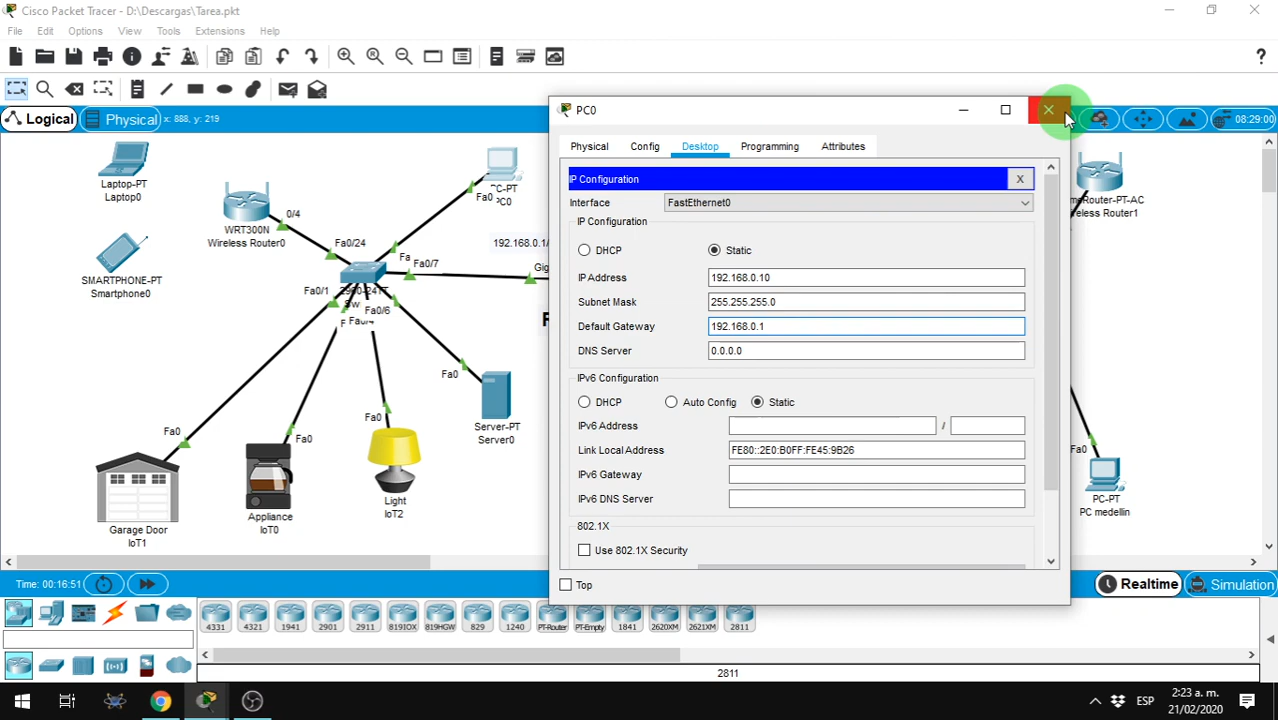 Cisco Packet Tracer - D:\Descargas\Tarea.pkt
File Edit Options View Tools Extensions Help
?
Logical
Physical
x: 888, y: 219
08:29:00
PC0
Physical Config Desktop Programming Attributes
IP Configuration
X
Interface
FastEthernet0
IP Configuration
DHCP
Static
IP Address
192.168.0.10
Subnet Mask
255.255.255.0
Default Gateway
192.168.0.1
DNS Server
0.0.0.0
IPv6 Configuration
DHCP
Auto Config
Static
IPv6 Address
/
Link Local Address
FE80::2E0:B0FF:FE45:9B26
IPv6 Gateway
IPv6 DNS Server
802.1X
Use 802.1X Security
Top
Laptop-PT
Laptop0
WRT300N
Wireless Router0
0/4
SMARTPHONE-PT
Smartphone0
C-PT
C0
Fa0
192.168.0.1/
Fa0/24
Fa
Fa0/7
Gig
Fa0/1
Fa0/6
Fa0
Server-PT
Server0
Fa0
Garage Door
IoT1
Fa0
Appliance
IoT0
Fa0
Light
IoT2
meRouter-PT-AC
eless Router1
Fa0
PC-PT
PC medellin
Time: 00:16:51
Realtime
Simulation
4331 4321 1941 2901 2911 819IOX 819HGW 829 1240 PT-Router PT-Empty 1841 2620XM 2621XM 2811
2811
ESP
2:23 a. m.
21/02/2020